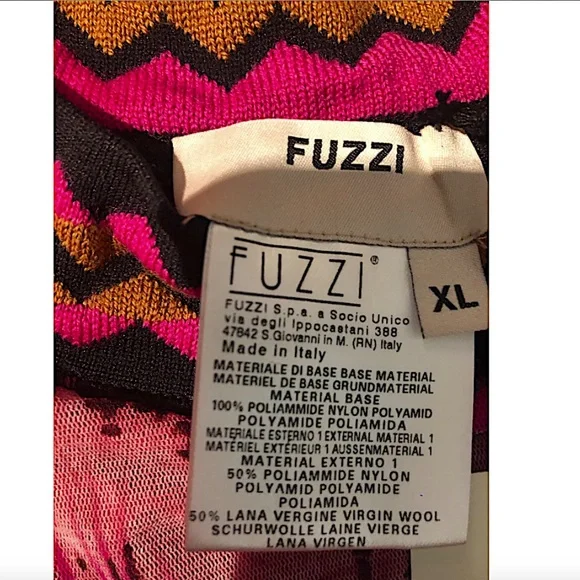 FUZZI
XL
FUZZI®
FUZZI S.p.a. a Socio Unico
via degli Ippocastani 388
47842 S.Giovanni in M. (RN) Italy
Made in Italy
MATERIALE DI BASE BASE MATERIAL
MATERIEL DE BASE GRUNDMATERIAL
MATERIAL BASE
100% POLIAMMIDE NYLON POLYAMID
POLYAMIDE POLIAMIDA
MATERIALE ESTERNO 1 EXTERNAL MATERIAL 1
MATÉRIEL EXTÉRIEUR 1 AUSSENMATERIAL 1
MATERIAL EXTERNO 1
50% POLIAMMIDE NYLON
POLYAMID POLYAMIDE
POLIAMIDA
50% LANA VERGINE VIRGIN WOOL
SCHURWOLLE LAINE VIERGE
LANA VIRGEN